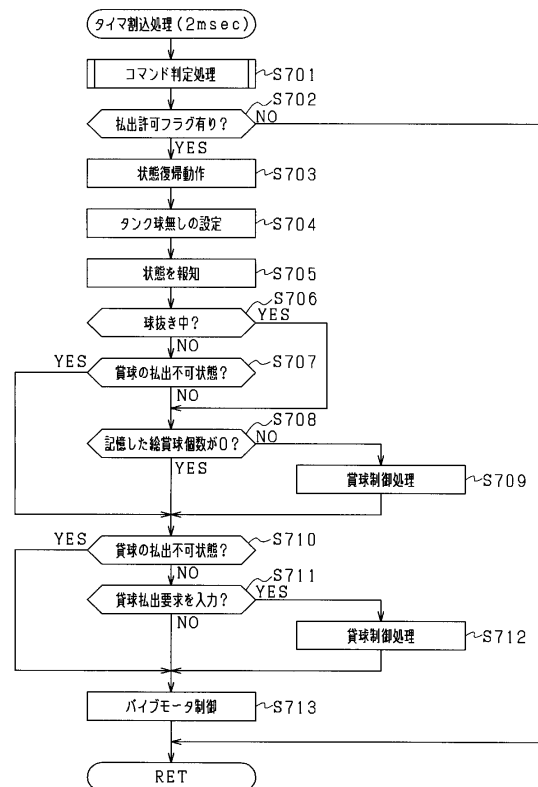 タイマ割込処理(2msec)
コマンド判定処理 S701
S702
払出許可フラグ有り? NO
YES
状態復帰動作 S703
タンク球無しの設定 S704
状態を報知 S705
S706
球抜き中? YES
NO
S707
YES 賞球の払出不可状態?
NO
S708
記憶した総賞球個数が0? NO
YES
賞球制御処理 S709
YES 貸球の払出不可状態? S710
NO
S711
貸球払出要求を入力? YES
NO
貸球制御処理 S712
バイブモータ制御 S713
RET